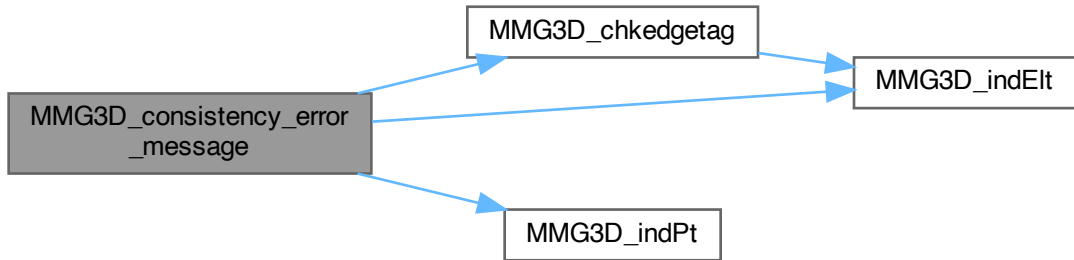 MMG3D_chkedgetag
MMG3D_indElt
MMG3D_consistency_error
_message
MMG3D_indPt